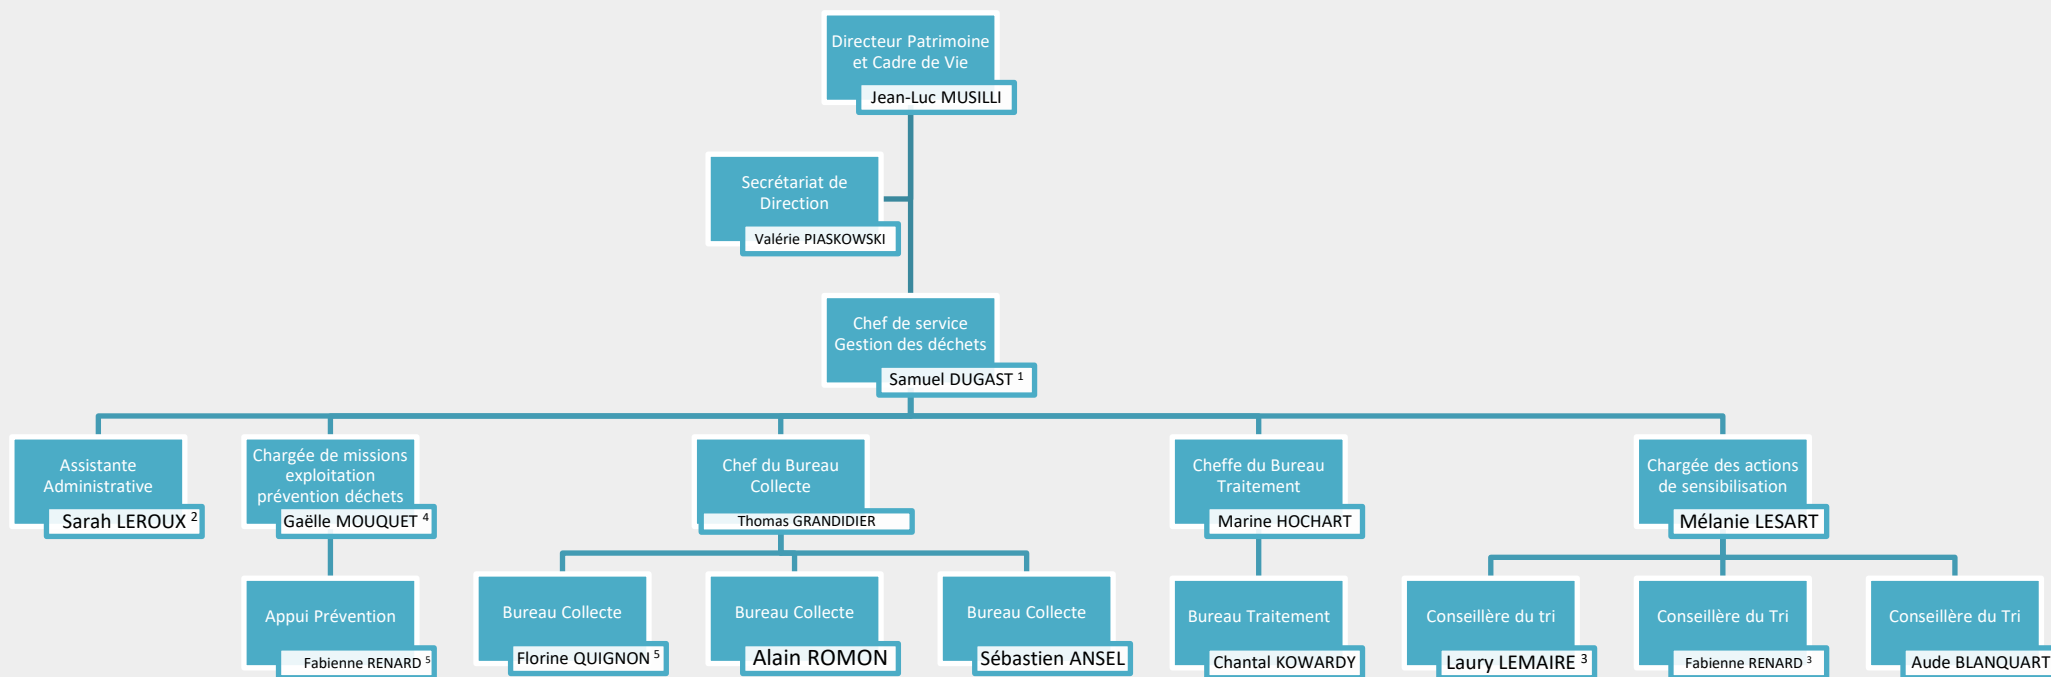 Directeur Patrimoine
et Cadre de Vie
Jean-Luc MUSILLI
Secrétariat de
Direction
Valérie PIASKOWSKI
Chef de service
Gestion des déchets
Samuel DUGAST ¹
Assistante
Administrative
Sarah LEROUX ²
Chargée de missions
exploitation
prévention déchets
Gaëlle MOUQUET ⁴
Chef du Bureau
Collecte
Thomas GRANDIDIER
Cheffe du Bureau
Traitement
Marine HOCHART
Chargée des actions
de sensibilisation
Mélanie LESART
Appui Prévention
Fabienne RENARD ⁵
Bureau Collecte
Florine QUIGNON ⁵
Bureau Collecte
Alain ROMON
Bureau Collecte
Sébastien ANSEL
Bureau Traitement
Chantal KOWARDY
Conseillère du tri
Laury LEMAIRE ³
Conseillère du Tri
Fabienne RENARD ³
Conseillère du Tri
Aude BLANQUART